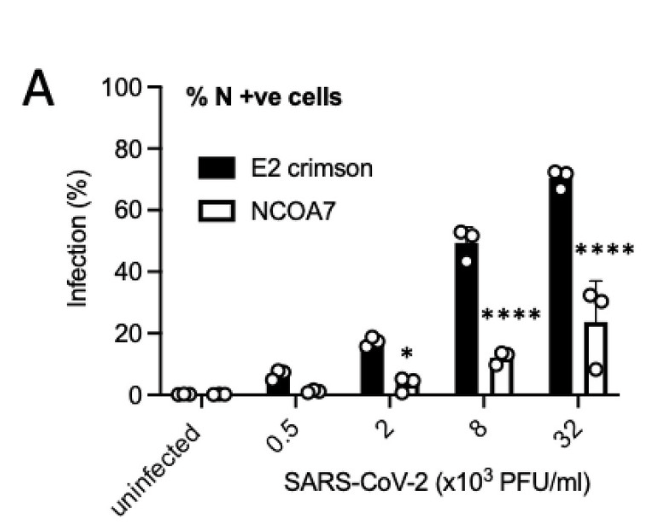 A
% N +ve cells
E2 crimson
NCOA7
Infection (%)
100
80
60
40
20
0
*
****
****
uninfected
0.5
2
8
32
SARS-CoV-2 (x10³ PFU/ml)